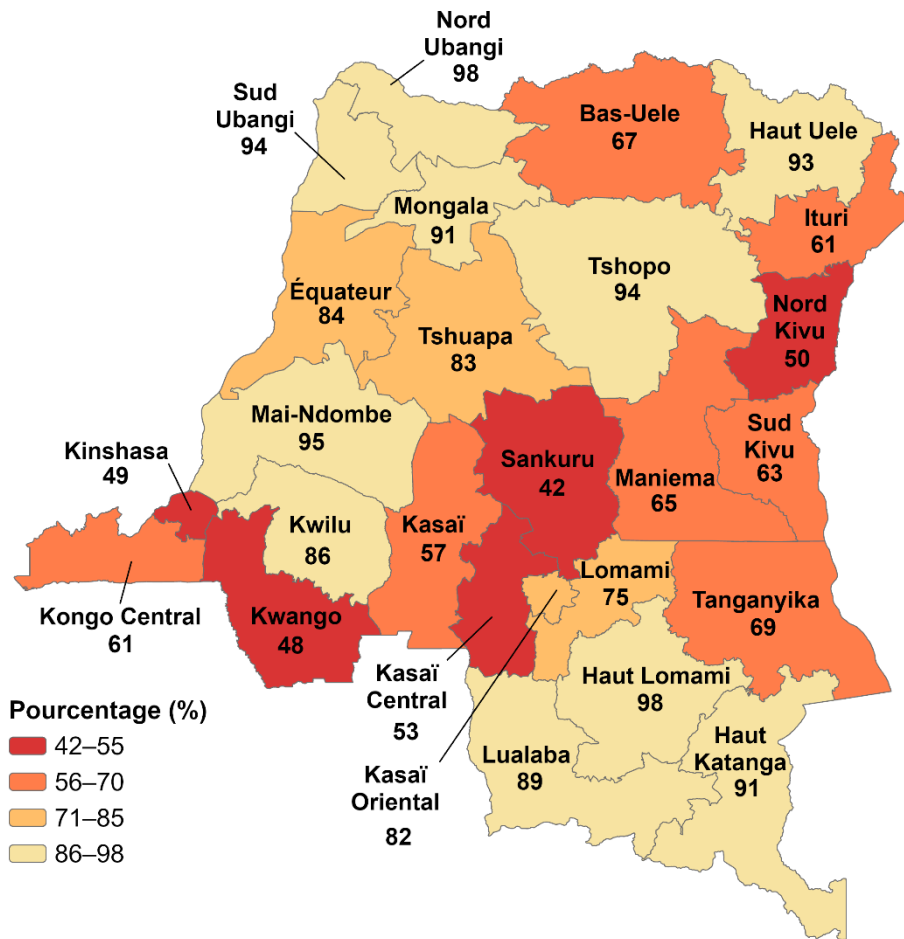 Nord
Ubangi
98
Sud
Ubangi
94
Bas-Uele
67
Haut Uele
93
Mongala
91
Ituri
61
Tshopo
94
Équateur
84
Nord
Kivu
50
Tshuapa
83
Mai-Ndombe
95
Sud
Kivu
63
Kinshasa
49
Sankuru
42
Maniema
65
Kwilu
86
Kasaï
57
Lomami
75
Kongo Central
61
Kwango
48
Tanganyika
69
Kasaï
Central
53
Haut Lomami
98
Haut
Katanga
91
Lualaba
89
Kasaï
Oriental
82
Pourcentage (%)
42–55
56–70
71–85
86–98